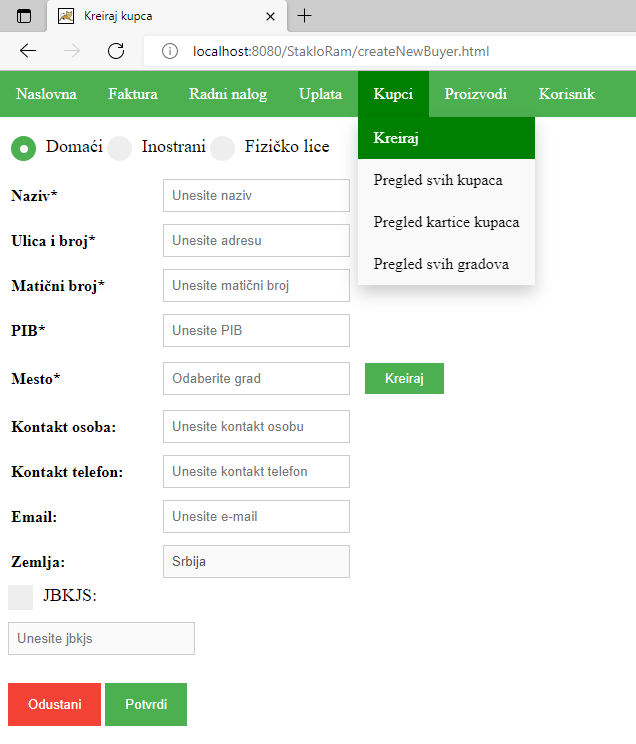 Kreiraj kupca
localhost:8080/StakloRam/createNewBuyer.html
Naslovna Faktura Radni nalog Uplata Kupci Proizvodi Korisnik
Kreiraj
Pregled svih kupaca
Pregled kartice kupaca
Pregled svih gradova
Domaći Inostrani Fizičko lice
Naziv* Unesite naziv
Ulica i broj* Unesite adresu
Matični broj* Unesite matični broj
PIB* Unesite PIB
Mesto* Odaberite grad Kreiraj
Kontakt osoba: Unesite kontakt osobu
Kontakt telefon: Unesite kontakt telefon
Email: Unesite e-mail
Zemlja: Srbija
JBKJS:
Unesite jbkjs
Odustani Potvrdi